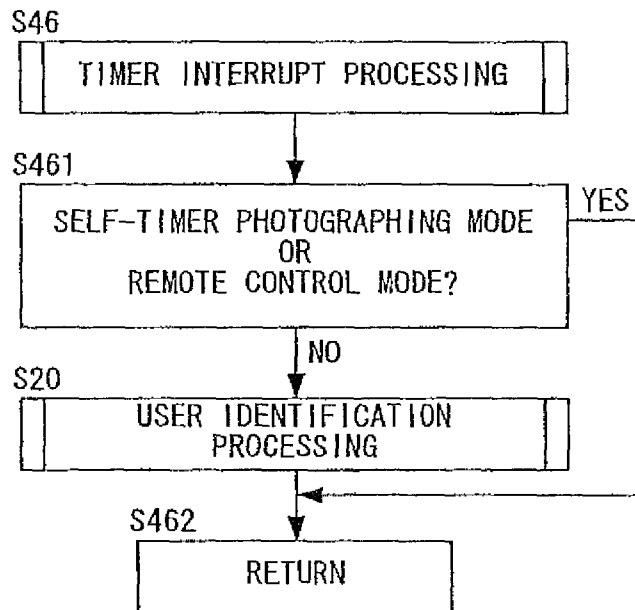 S46
TIMER INTERRUPT PROCESSING
S461
SELF-TIMER PHOTOGRAPHING MODE
OR
REMOTE CONTROL MODE?
YES
NO
S20
USER IDENTIFICATION
PROCESSING
S462
RETURN